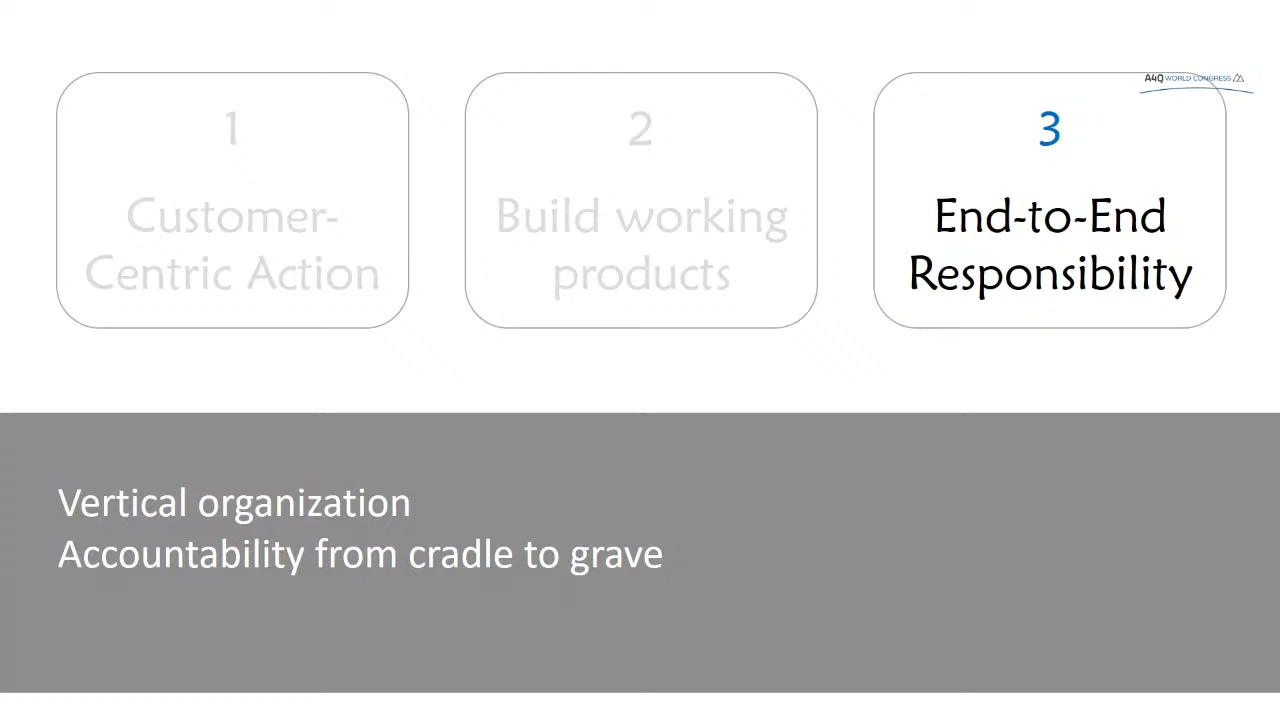 A4Q WORLD CONGRESS
1
Customer-
Centric Action
2
Build working
products
3
End-to-End
Responsibility
Vertical organization
Accountability from cradle to grave